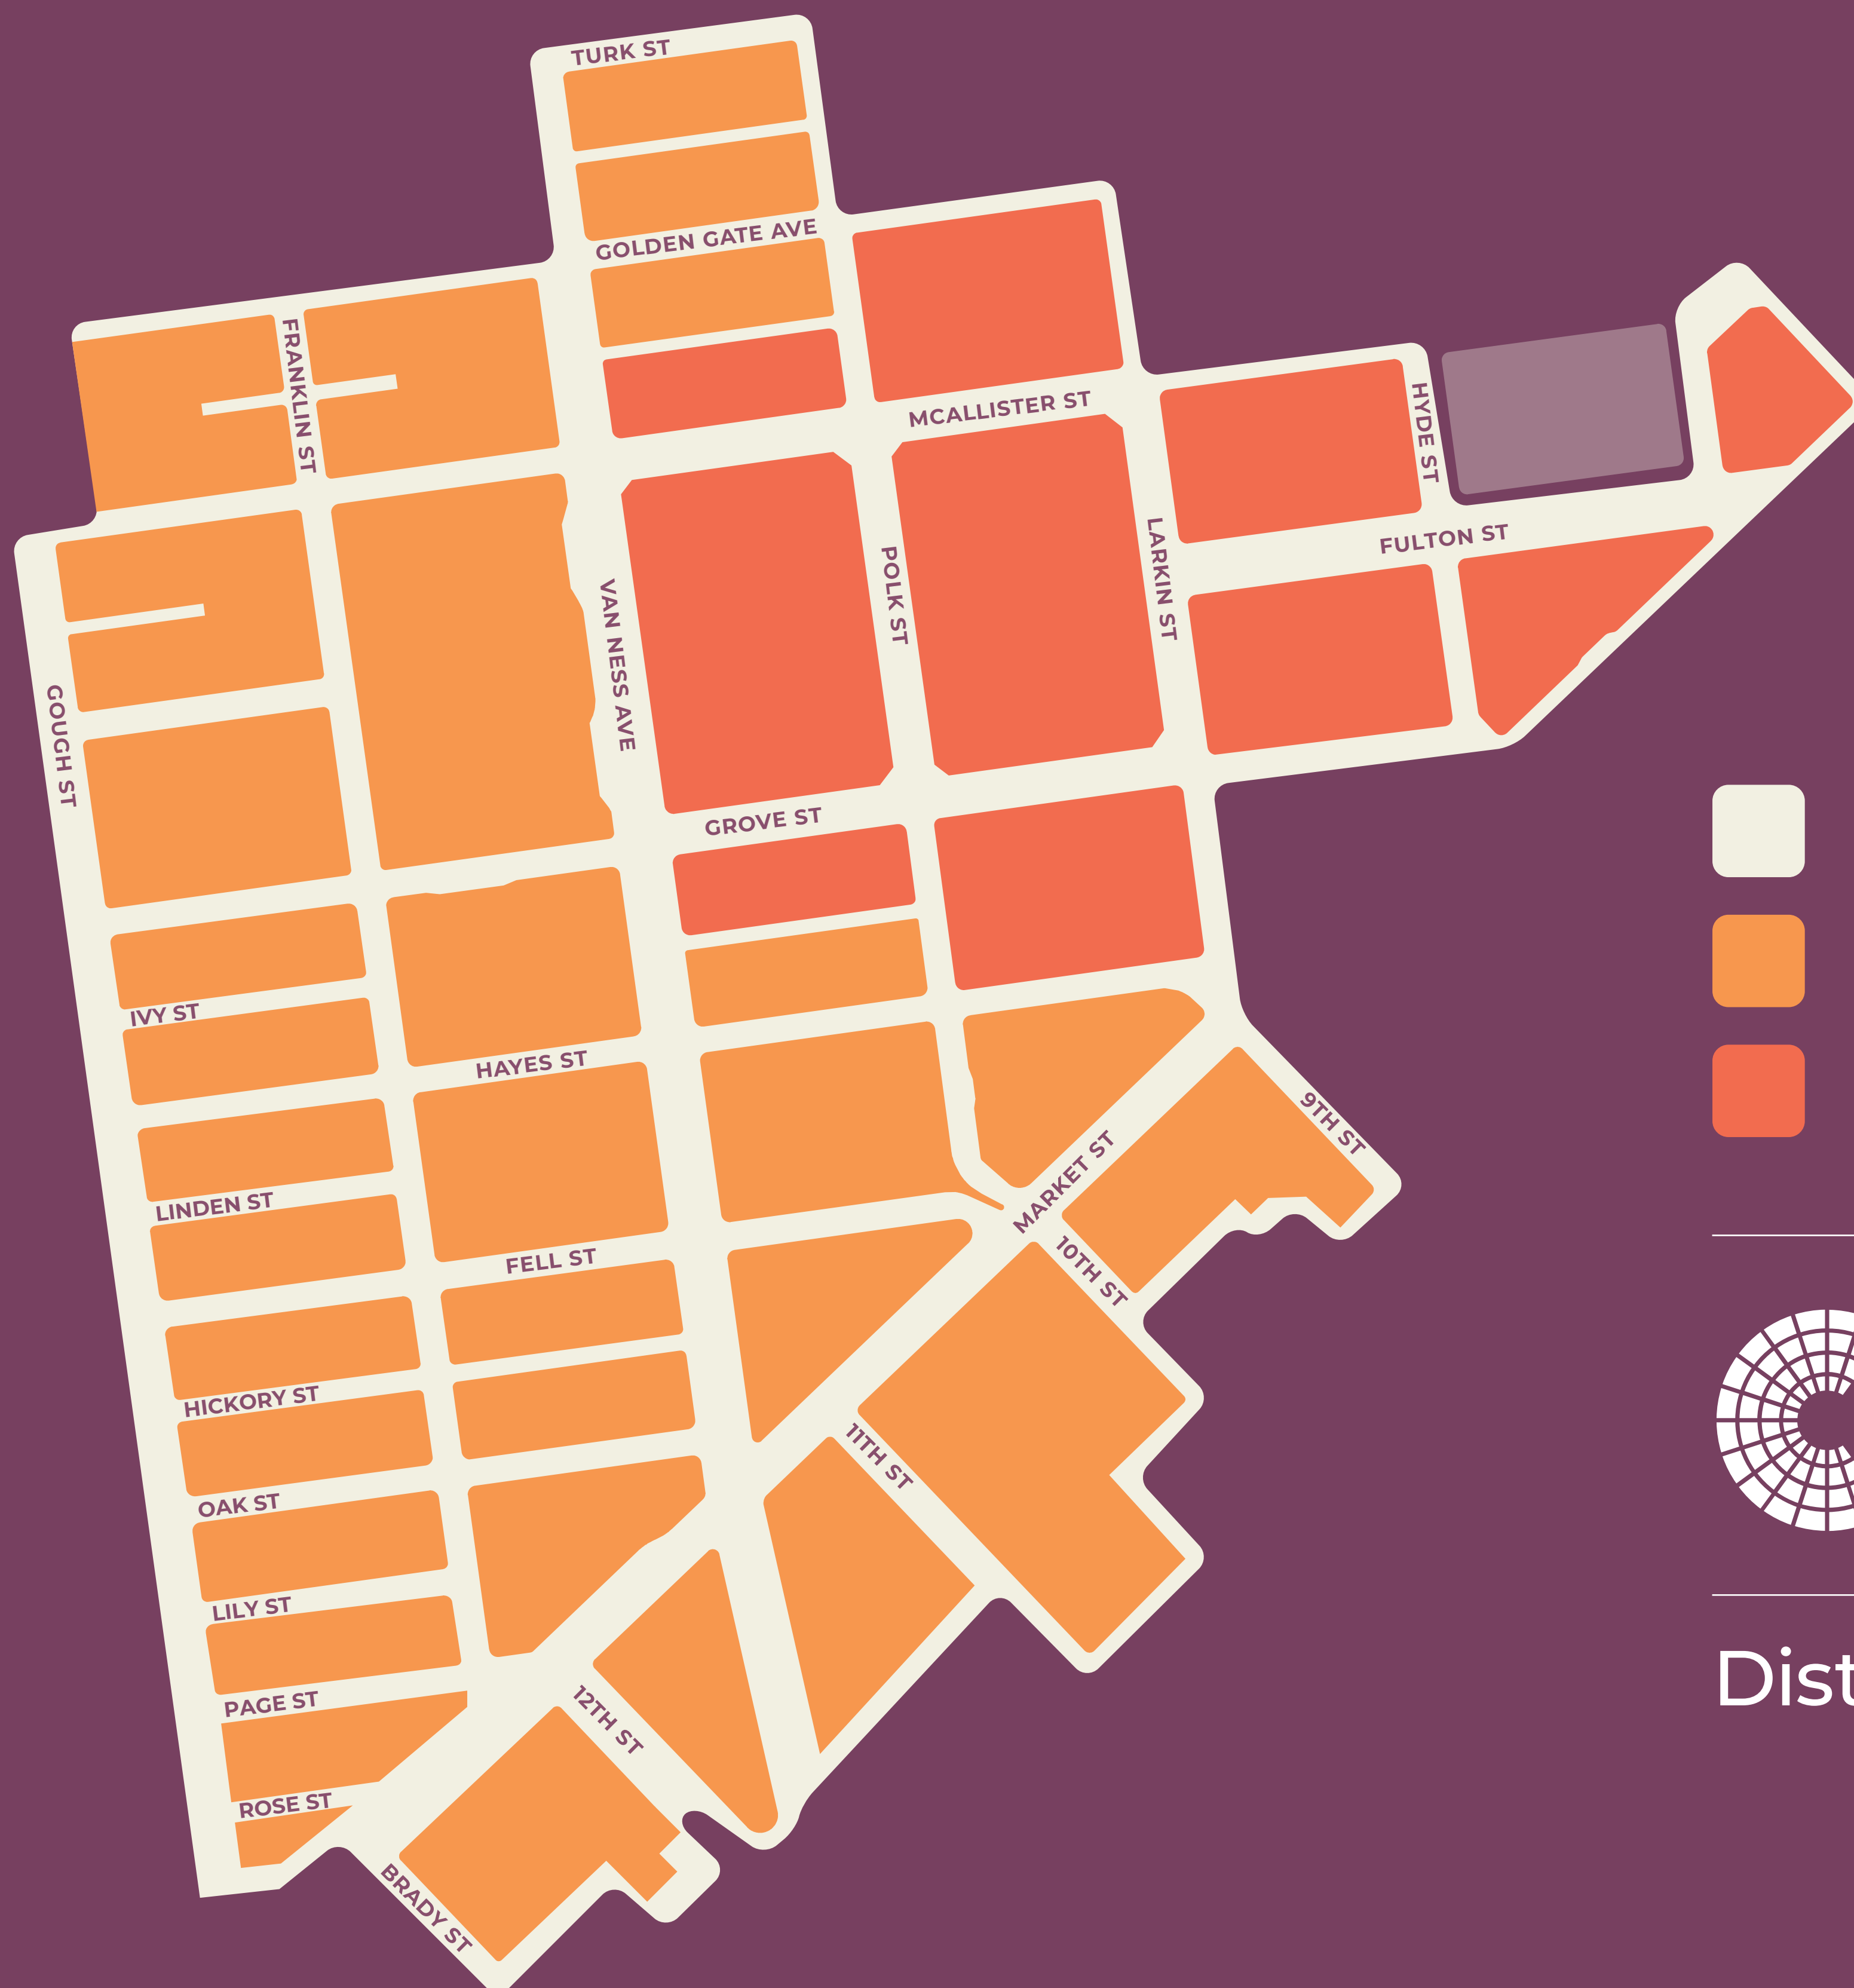 TURK ST
GOLDEN GATE AVE
FRANKLIN ST
MCALLISTER ST
HYDE ST
FULTON ST
LARKIN ST
POLK ST
VAN NESS AVE
GOUGH ST
GROVE ST
IVY ST
HAYES ST
9TH ST
MARKET ST
LINDEN ST
FELL ST
10TH ST
HICKORY ST
11TH ST
OAK ST
LILY ST
PAGE ST
12TH ST
ROSE ST
BRADY ST
Dist